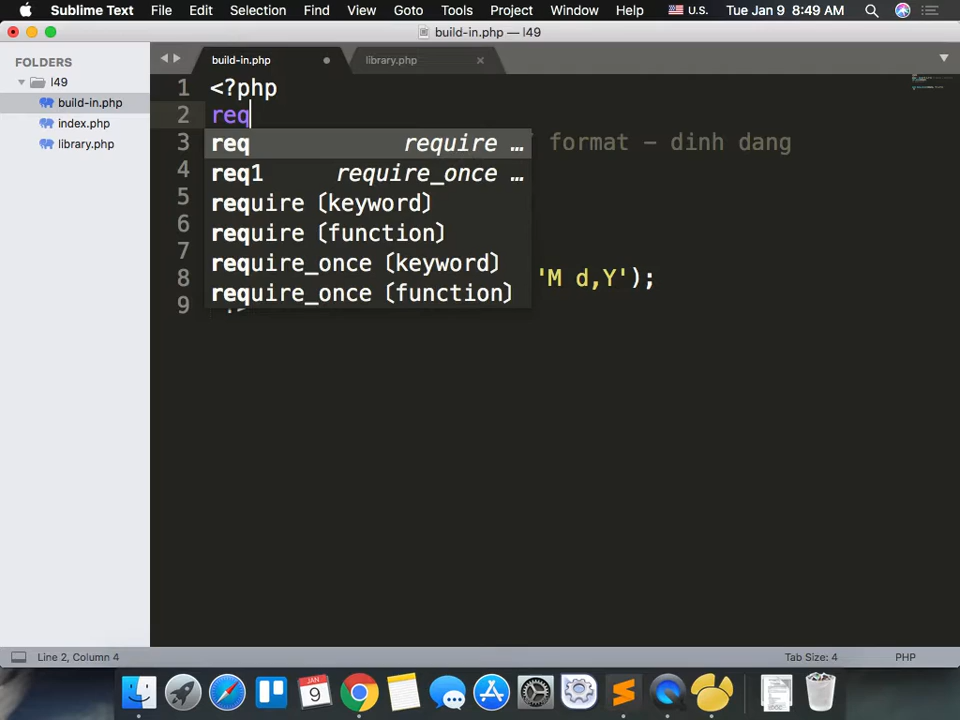 Sublime Text File Edit Selection Find View Goto Tools Project Window Help U.S. Tue Jan 9 8:49 AM
build-in.php — l49
FOLDERS
l49
build-in.php
index.php
library.php
build-in.php
library.php
1 <?php
2 req
3 format - dinh dang
4
5
6
7
8 'M d,Y');
9 ?>
req require …
req1 require_once …
require (keyword)
require (function)
require_once (keyword)
require_once (function)
Line 2, Column 4 Tab Size: 4 PHP
JAN
9